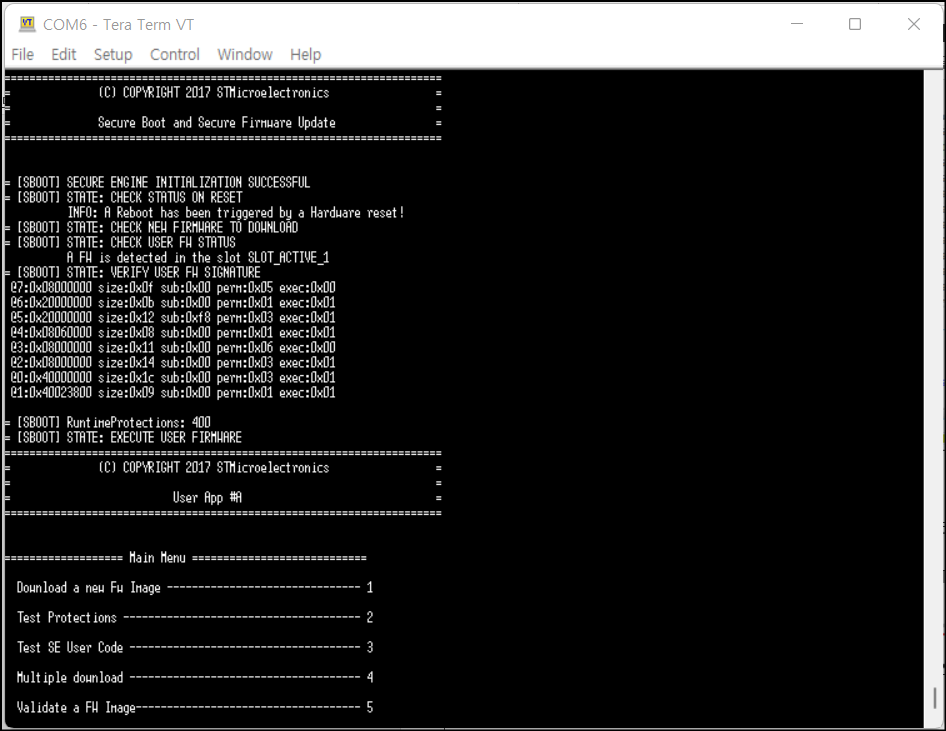 COM6 - Tera Term VT
File Edit Setup Control Window Help
======================================================================
= (C) COPYRIGHT 2017 STMicroelectronics =
= =
= Secure Boot and Secure Firmware Update =
======================================================================
= [SBOOT] SECURE ENGINE INITIALIZATION SUCCESSFUL
= [SBOOT] STATE: CHECK STATUS ON RESET
INFO: A Reboot has been triggered by a Hardware reset!
= [SBOOT] STATE: CHECK NEW FIRMWARE TO DOWNLOAD
= [SBOOT] STATE: CHECK USER FW STATUS
A FW is detected in the slot SLOT_ACTIVE_1
= [SBOOT] STATE: VERIFY USER FW SIGNATURE
@7:0x08000000 size:0x0f sub:0x00 perm:0x05 exec:0x00
@6:0x20000000 size:0x0b sub:0x00 perm:0x01 exec:0x01
@5:0x20000000 size:0x12 sub:0xf8 perm:0x03 exec:0x01
@4:0x08060000 size:0x08 sub:0x00 perm:0x01 exec:0x01
@3:0x08000000 size:0x11 sub:0x00 perm:0x06 exec:0x00
@2:0x08000000 size:0x14 sub:0x00 perm:0x03 exec:0x01
@0:0x40000000 size:0x1c sub:0x00 perm:0x03 exec:0x01
@1:0x40023800 size:0x09 sub:0x00 perm:0x01 exec:0x01
= [SBOOT] RuntimeProtections: 400
= [SBOOT] STATE: EXECUTE USER FIRMWARE
======================================================================
= (C) COPYRIGHT 2017 STMicroelectronics =
= =
= User App #A =
======================================================================
=================== Main Menu ============================
Download a new Fw Image ------------------------------- 1
Test Protections -------------------------------------- 2
Test SE User Code ------------------------------------- 3
Multiple download ------------------------------------- 4
Validate a FW Image------------------------------------ 5